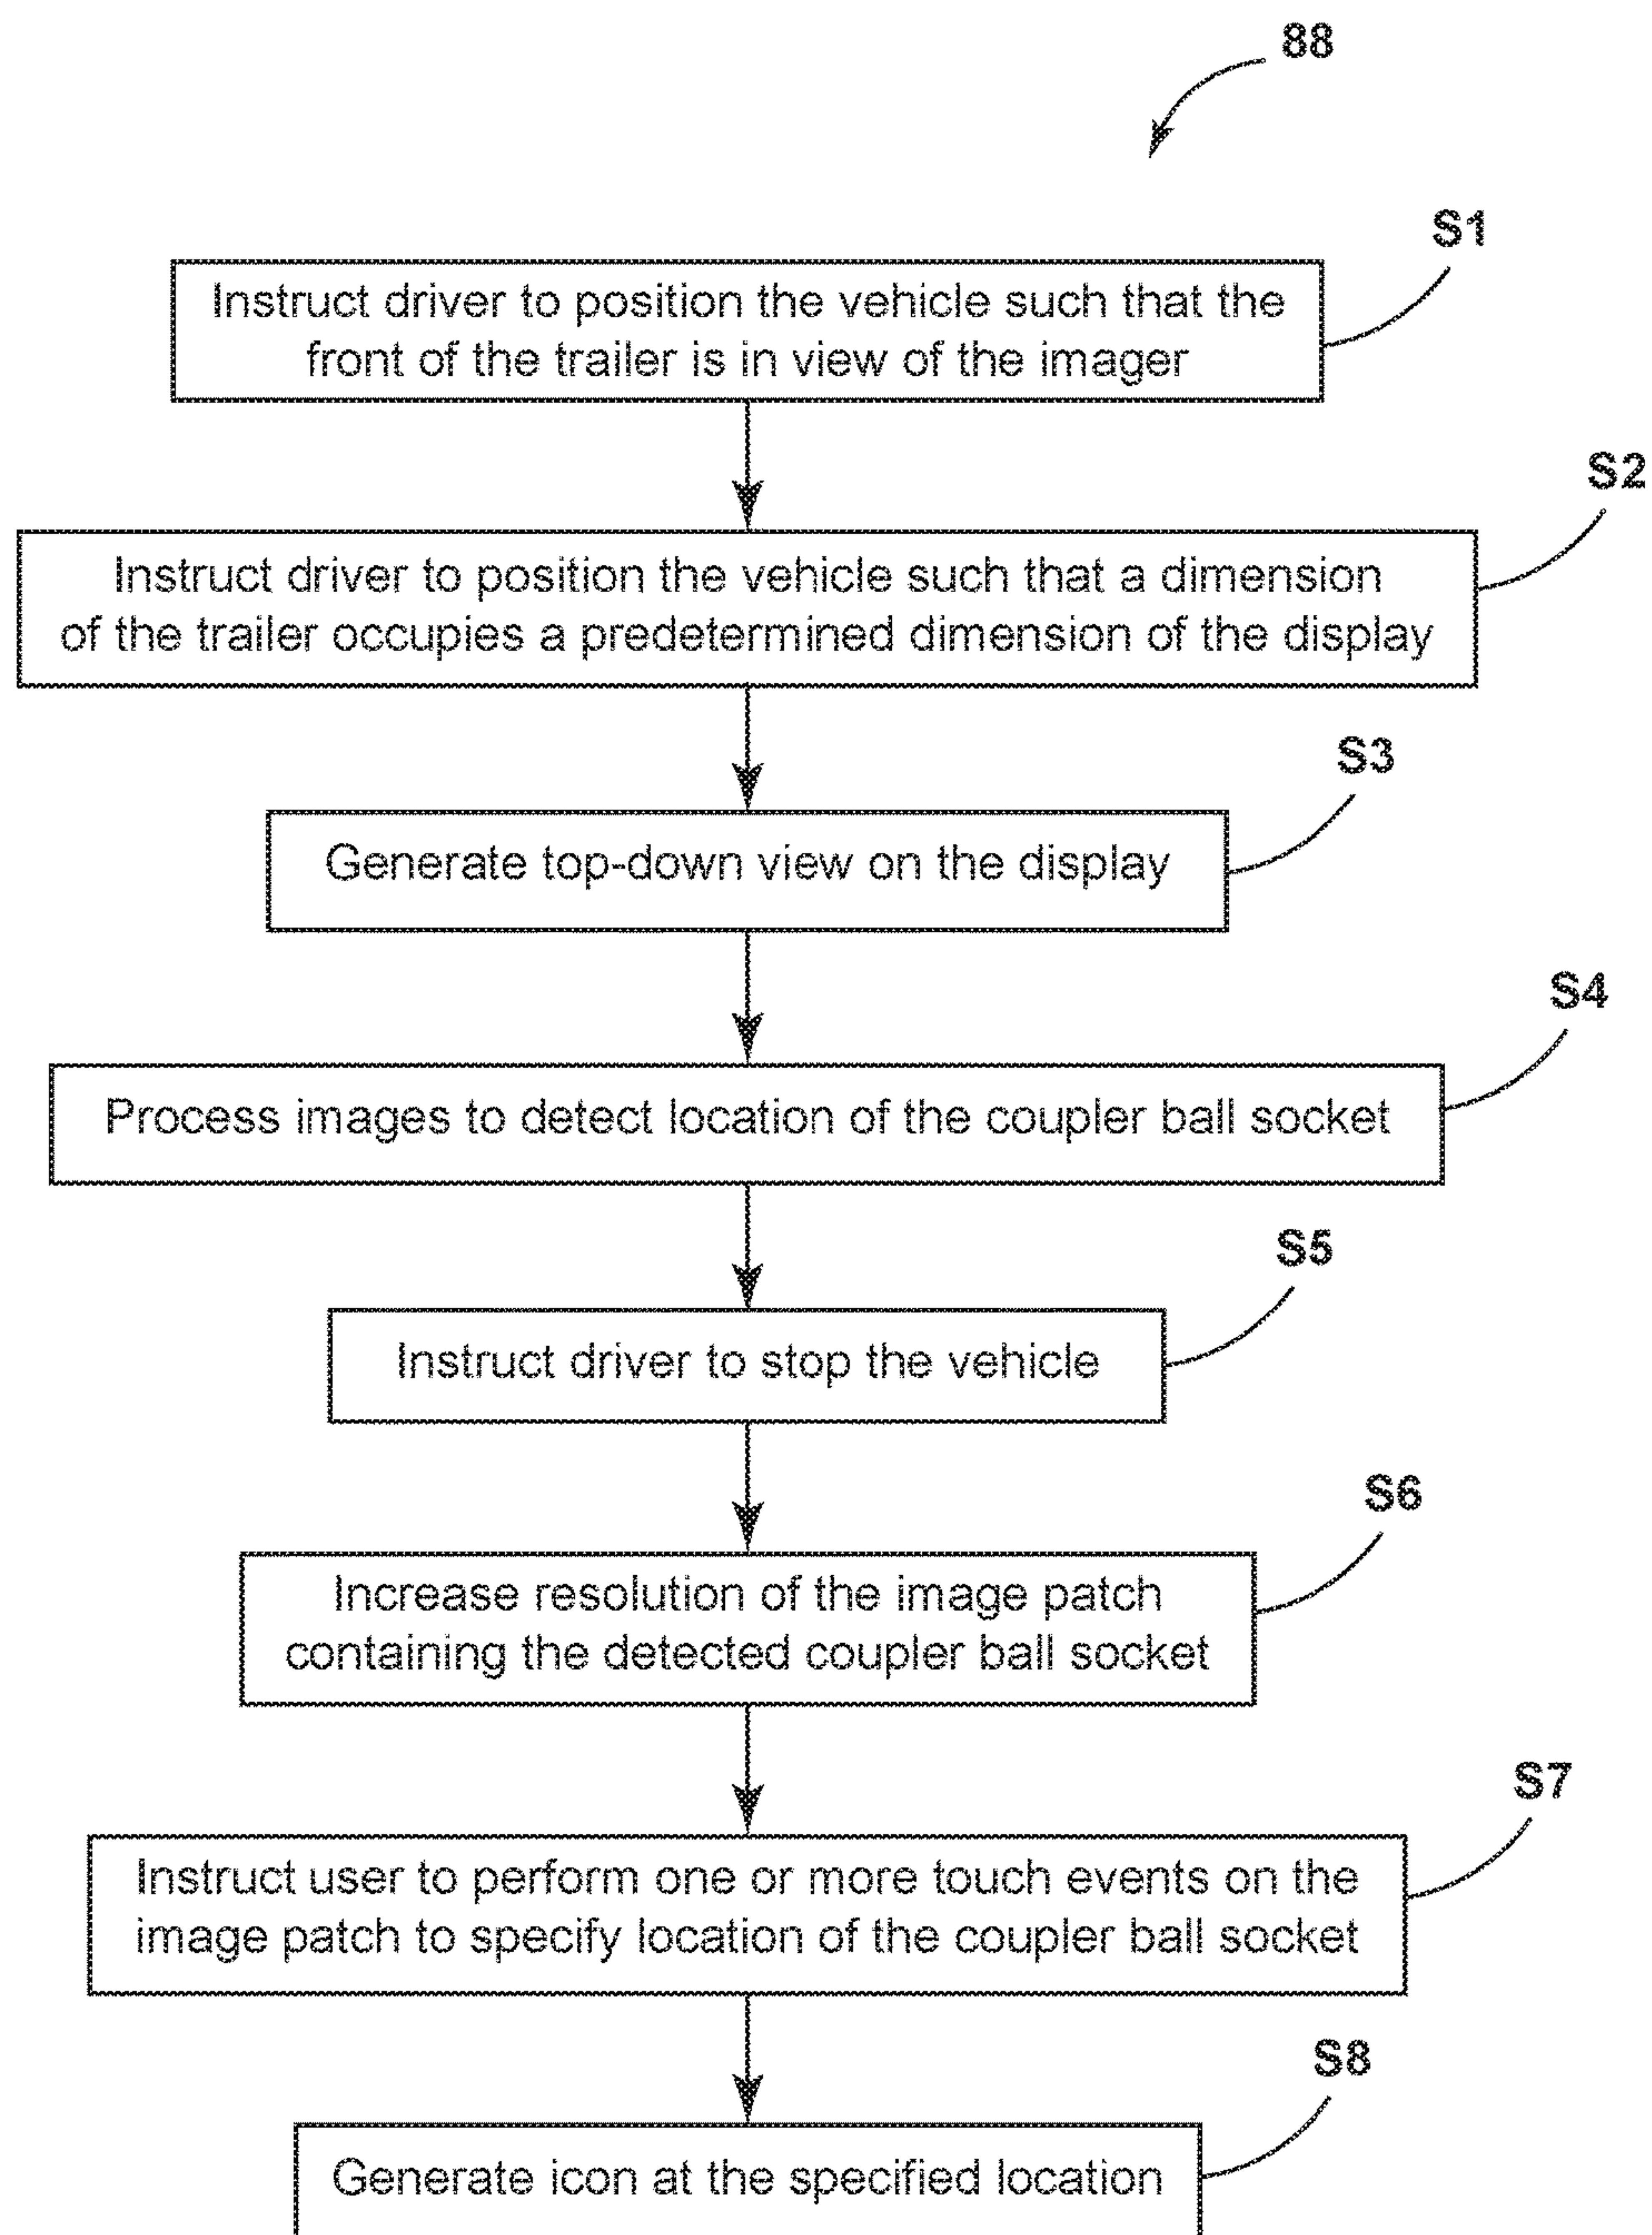 88
S1
Instruct driver to position the vehicle such that the
front of the trailer is in view of the imager
S2
Instruct driver to position the vehicle such that a dimension
of the trailer occupies a predetermined dimension of the display
S3
Generate top-down view on the display
S4
Process images to detect location of the coupler ball socket
S5
Instruct driver to stop the vehicle
S6
Increase resolution of the image patch
containing the detected coupler ball socket
S7
Instruct user to perform one or more touch events on the
image patch to specify location of the coupler ball socket
S8
Generate icon at the specified location